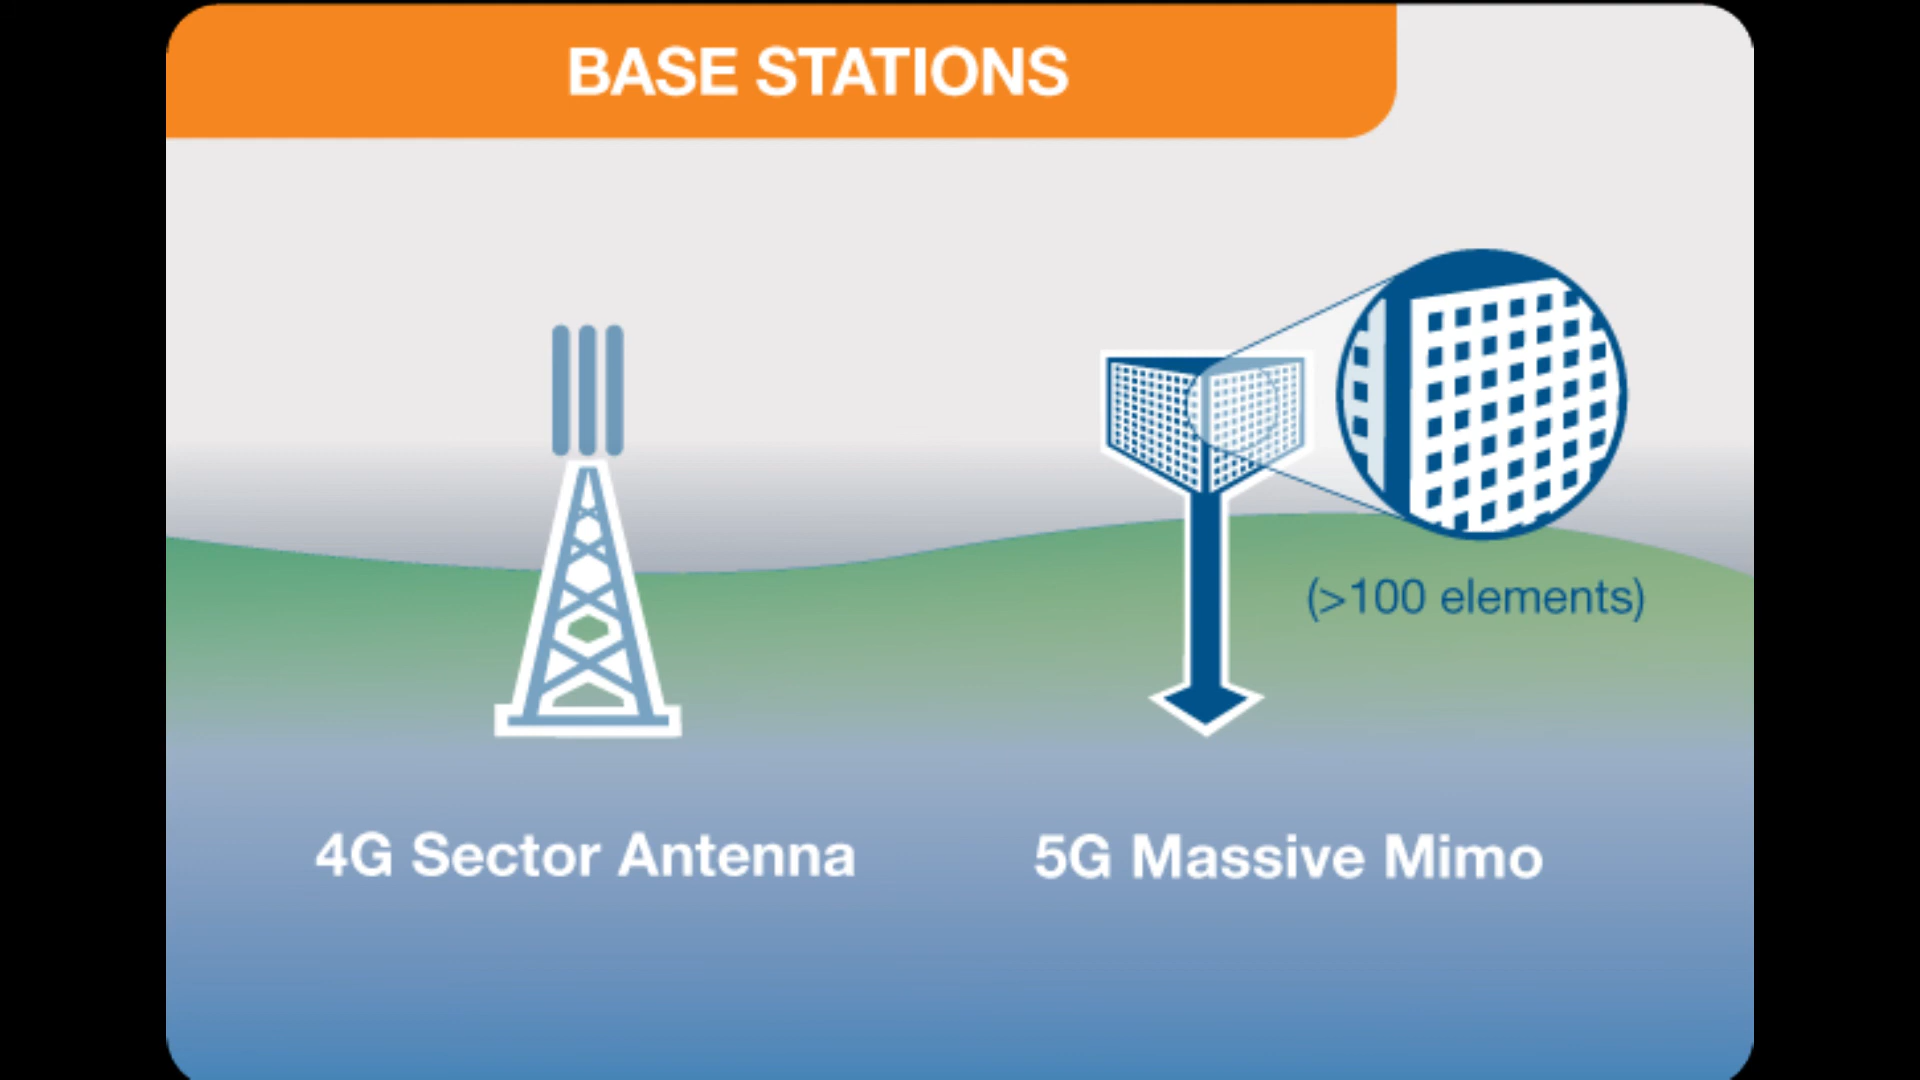 BASE STATIONS
(>100 elements)
4G Sector Antenna
5G Massive Mimo